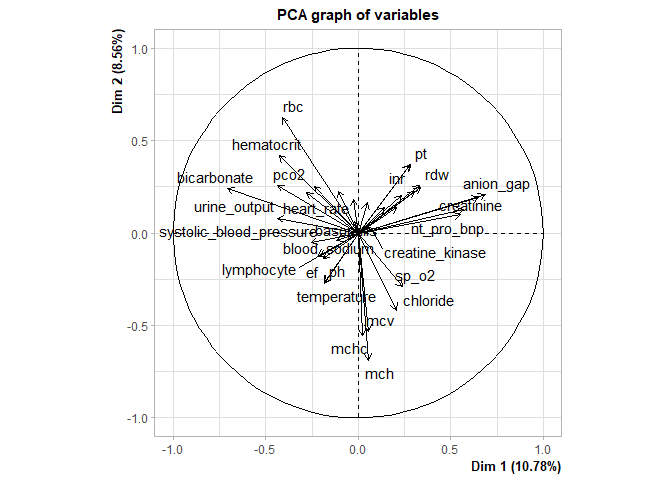 PCA graph of variables
Dim 2 (8.56%)
1.0
rbc
0.5
hematocrit
pt
bicarbonate
pco2
inr
rdw
anion_gap
urine_output
heart_rate
creatinine
0.0
systolic_blood_pressure
nt_pro_bnp
blood_sodium
creatine_kinase
lymphocyte
ef
ph
sp_o2
temperature
chloride
-0.5
mcv
mchc
mch
-1.0
-1.0
-0.5
0.0
0.5
1.0
Dim 1 (10.78%)